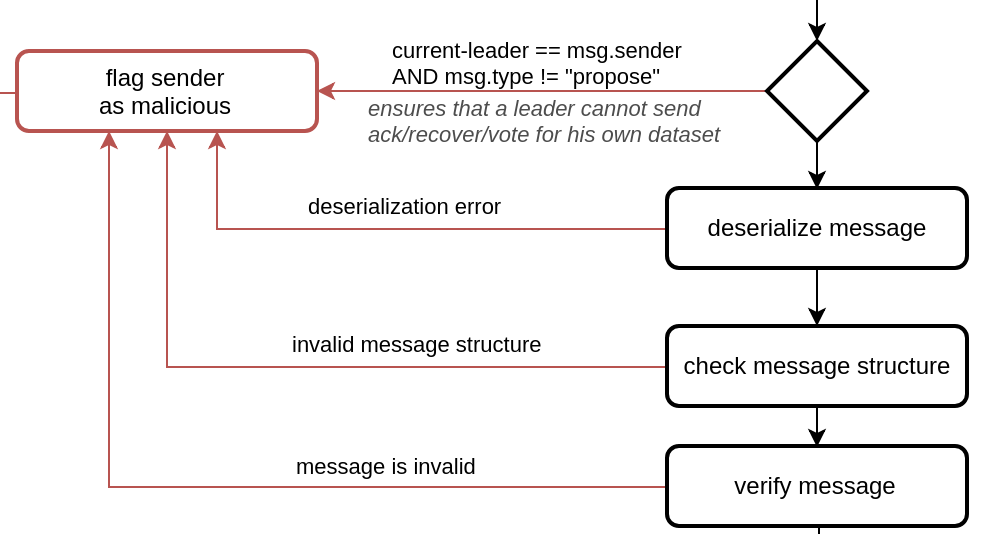 flag sender
as malicious
current-leader == msg.sender
AND msg.type != "propose"
ensures that a leader cannot send
ack/recover/vote for his own dataset
deserialization error
deserialize message
invalid message structure
check message structure
message is invalid
verify message